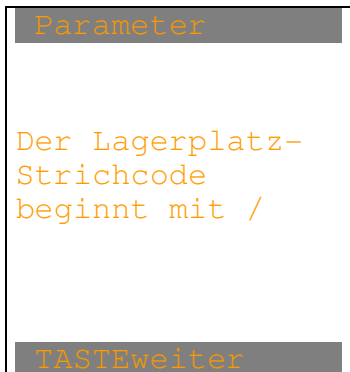 Parameter
Der Lagerplatz-
Strichcode
beginnt mit /
TASTEweiter